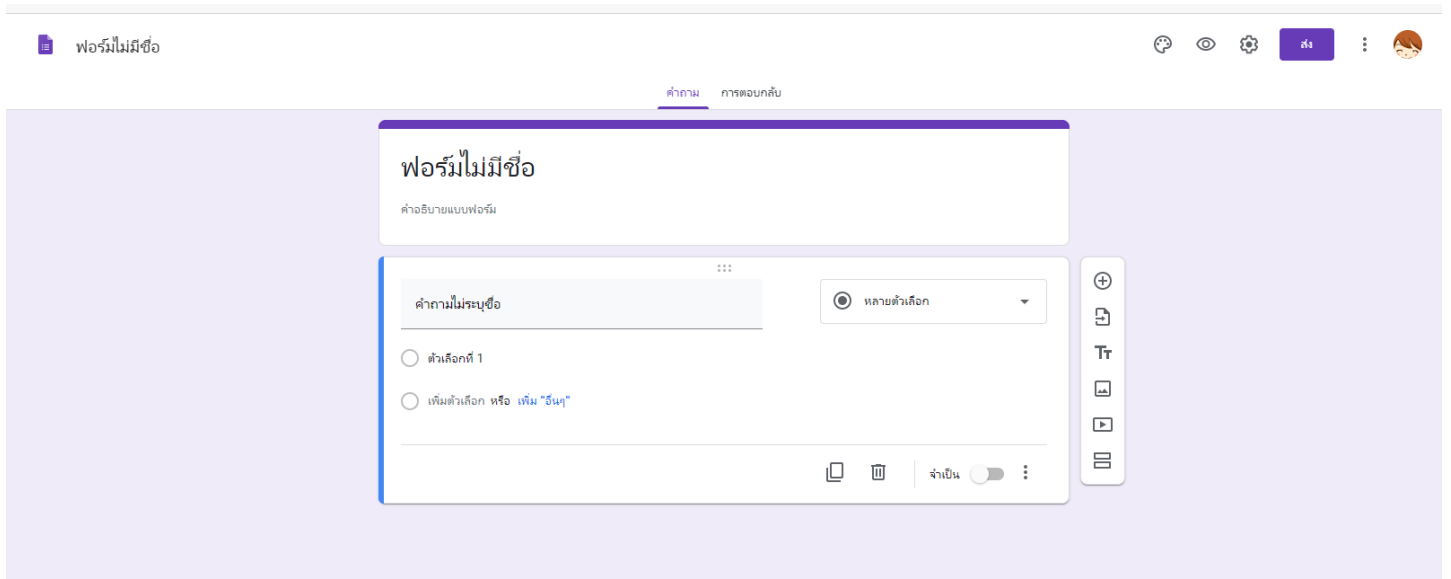 ฟอร์มไม่มีชื่อ
ส่ง
คำถาม การตอบกลับ
ฟอร์มไม่มีชื่อ
คำอธิบายแบบฟอร์ม
คำถามไม่ระบุชื่อ
หลายตัวเลือก
ตัวเลือกที่ 1
เพิ่มตัวเลือก หรือ เพิ่ม "อื่นๆ"
จำเป็น
Tт